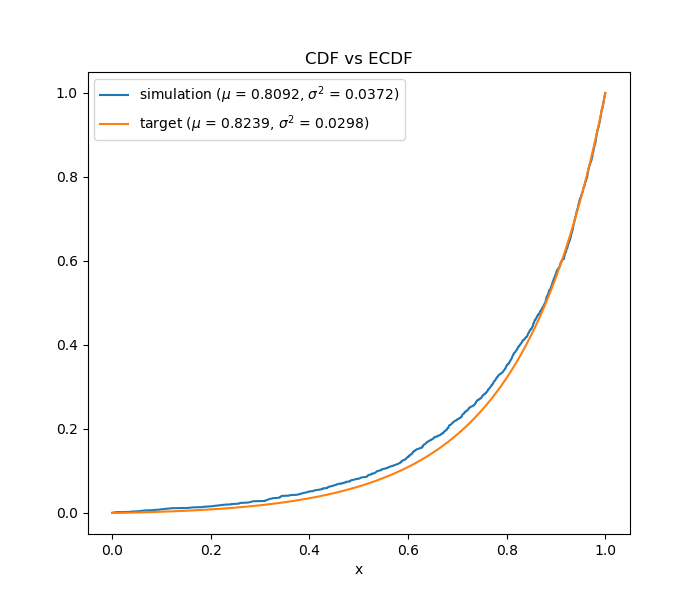 CDF vs ECDF
simulation (μ = 0.8092, σ² = 0.0372)
target (μ = 0.8239, σ² = 0.0298)
1.0
0.8
0.6
0.4
0.2
0.0
0.0 0.2 0.4 0.6 0.8 1.0
x